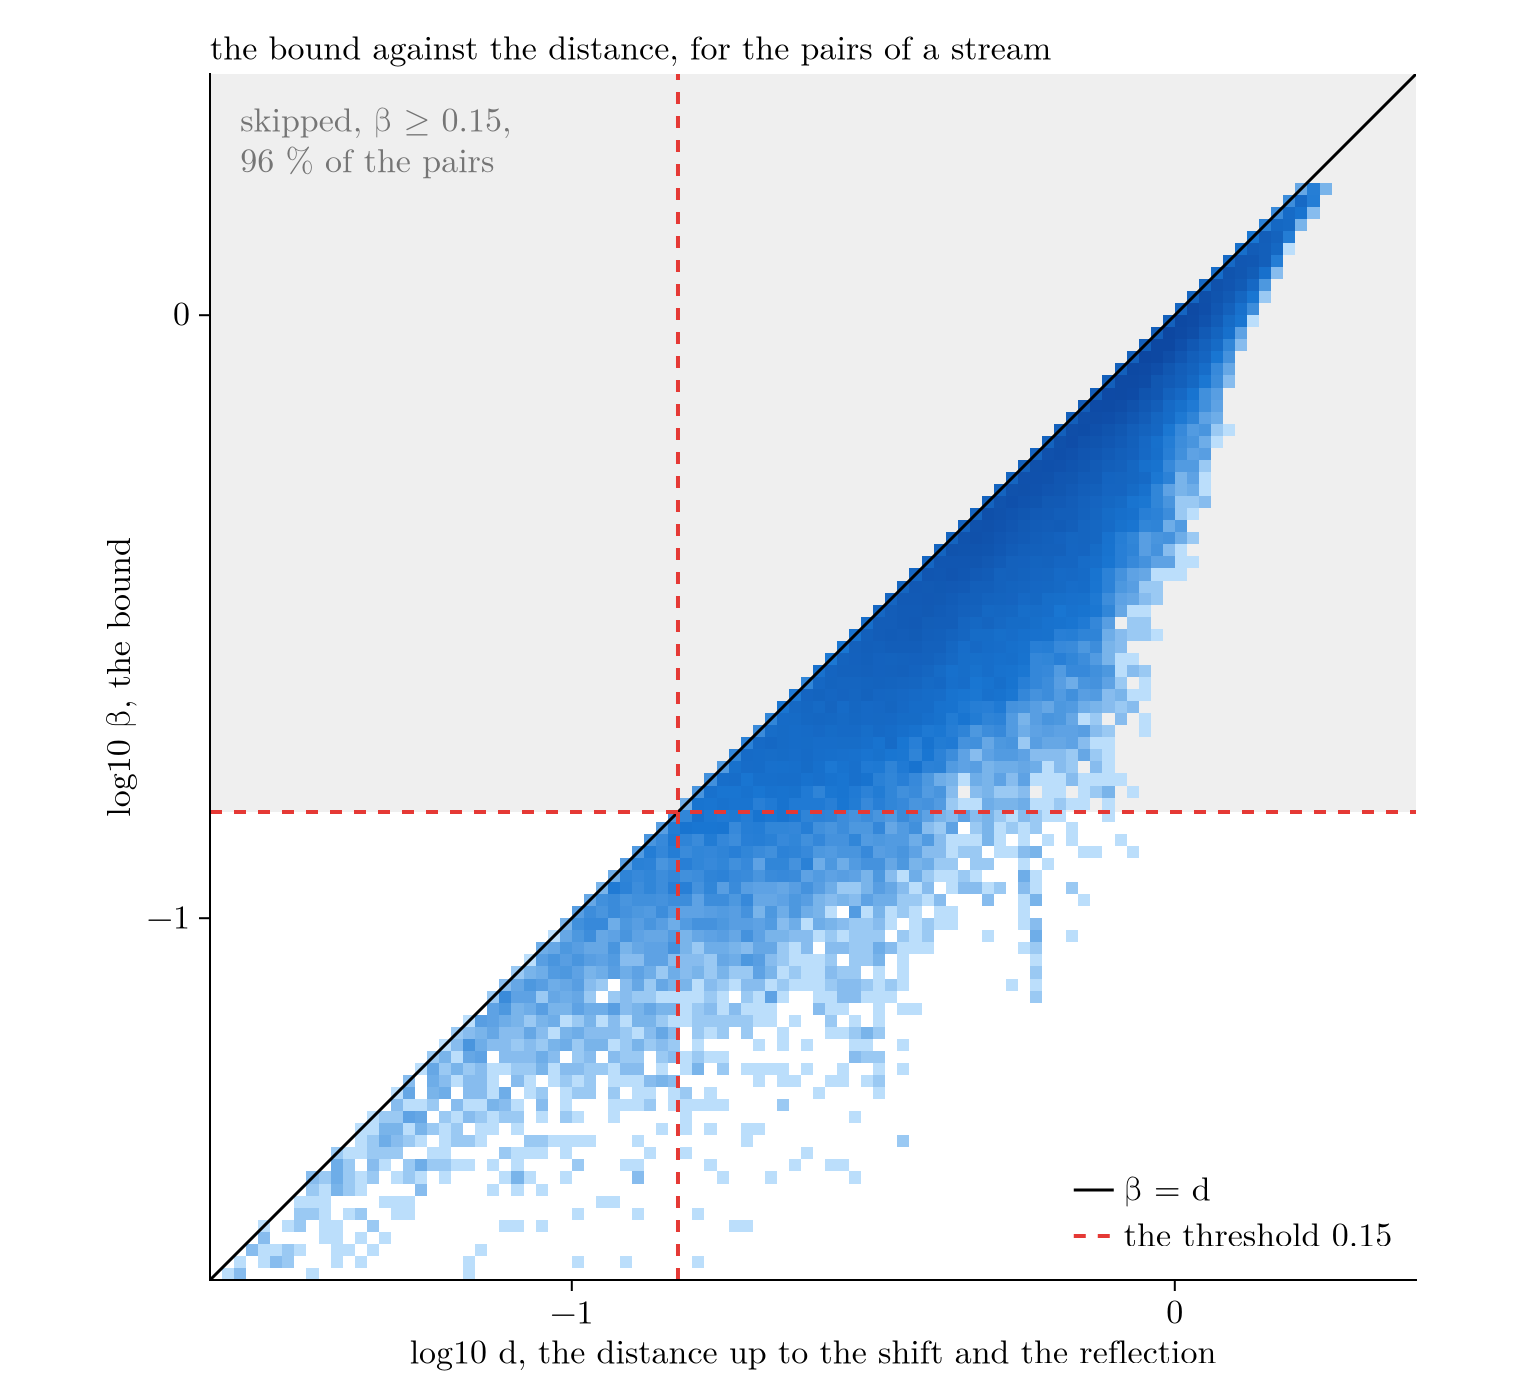 the bound against the distance, for the pairs of a stream
skipped, β ≥ 0.15,
96 % of the pairs
0
−1
log10 β, the bound
β = d
the threshold 0.15
−1
0
log10 d, the distance up to the shift and the reflection